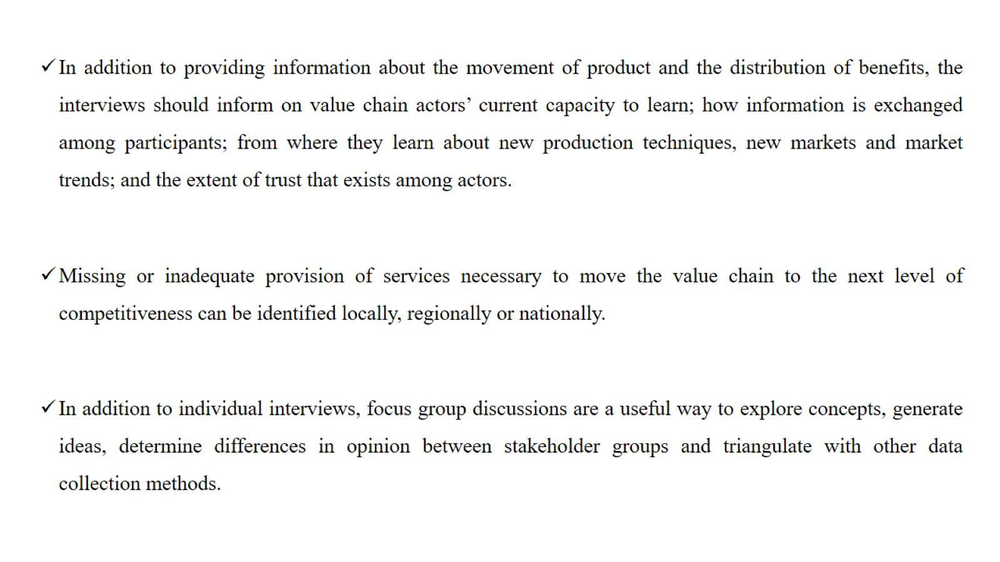 ✓ In addition to providing information about the movement of product and the distribution of benefits, the
interviews should inform on value chain actors’ current capacity to learn; how information is exchanged
among participants; from where they learn about new production techniques, new markets and market
trends; and the extent of trust that exists among actors.
✓ Missing or inadequate provision of services necessary to move the value chain to the next level of
competitiveness can be identified locally, regionally or nationally.
✓ In addition to individual interviews, focus group discussions are a useful way to explore concepts, generate
ideas, determine differences in opinion between stakeholder groups and triangulate with other data
collection methods.